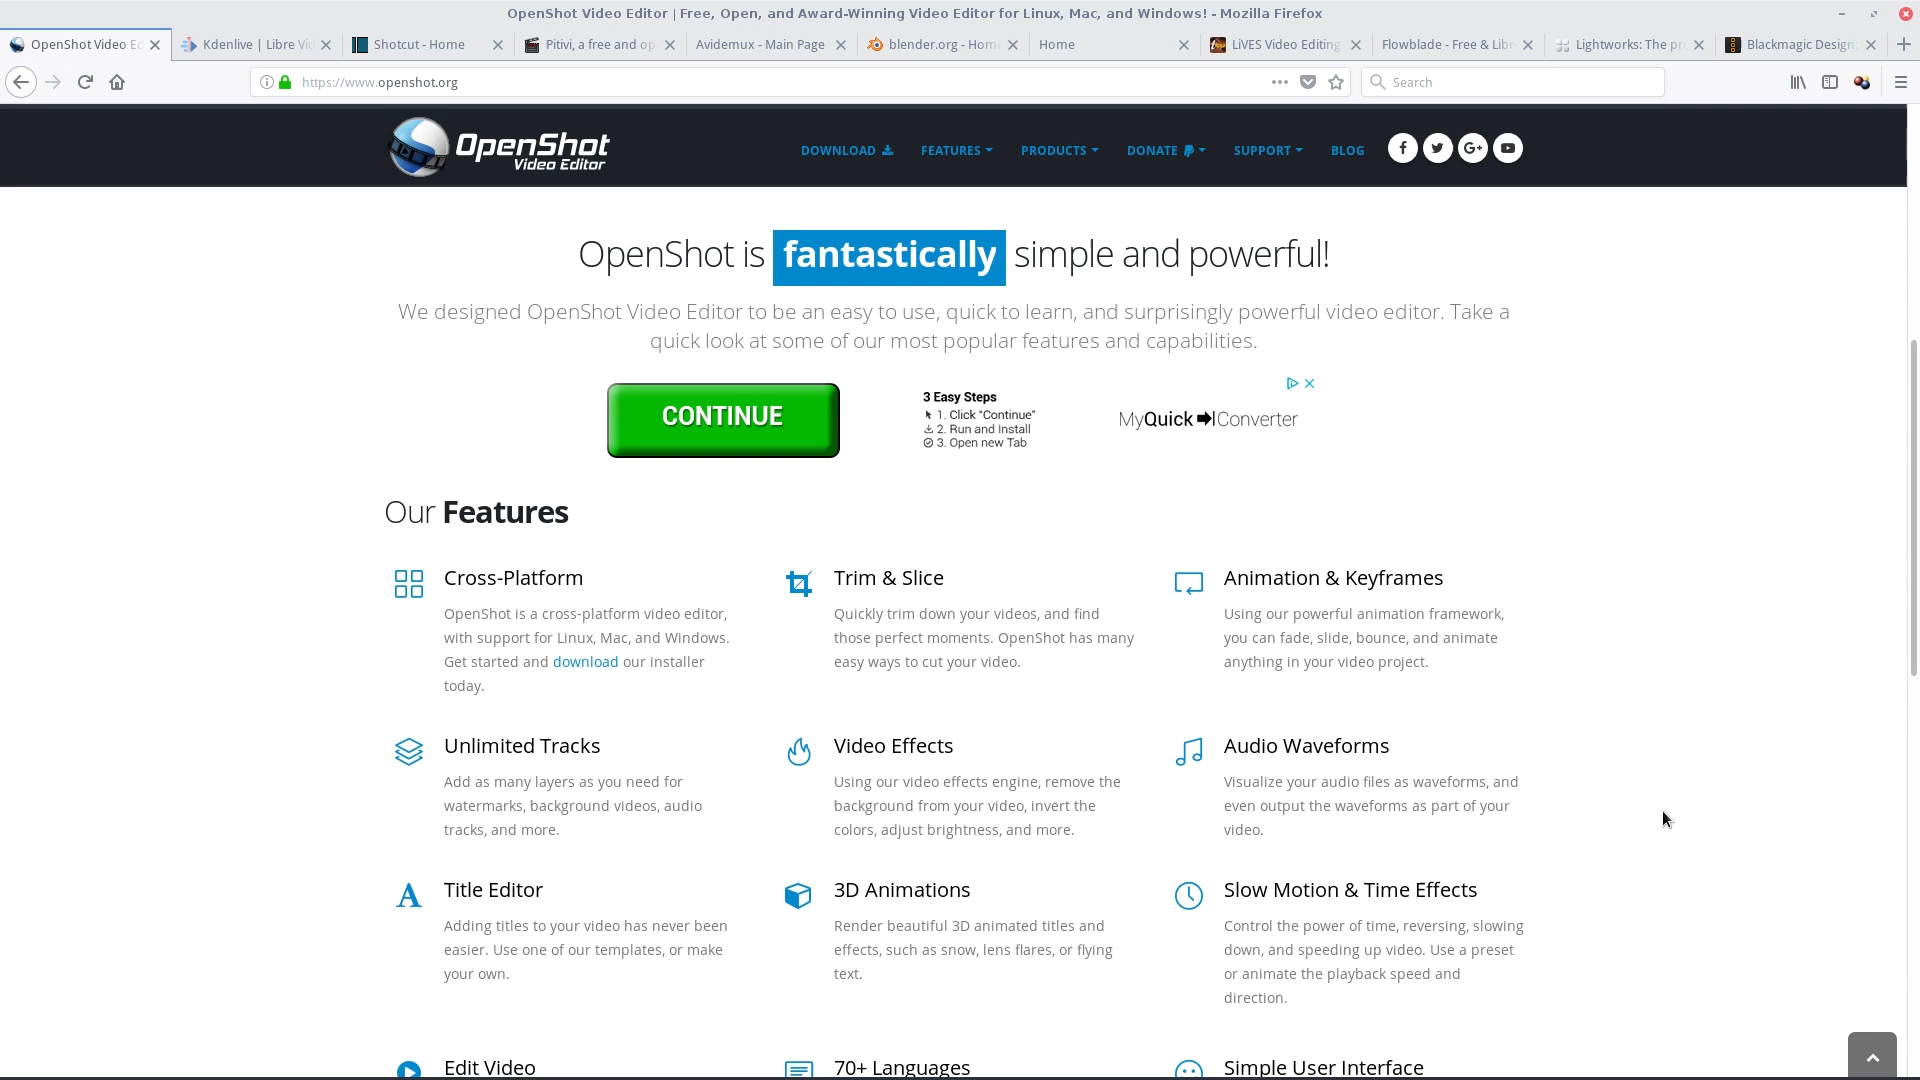 OpenShot Video Editor | Free, Open, and Award-Winning Video Editor for Linux, Mac, and Windows! - Mozilla Firefox
OpenShot Video Ed
Kdenlive | Libre Vid
Shotcut - Home
Pitivi, a free and op
Avidemux - Main Page
blender.org - Home
Home
LiVES Video Editing
Flowblade - Free & Libr
Lightworks: The pr
Blackmagic Design
https://www.openshot.org
Search
OpenShot
Video Editor
DOWNLOAD
FEATURES
PRODUCTS
DONATE
SUPPORT
BLOG
OpenShot is fantastically simple and powerful!
We designed OpenShot Video Editor to be an easy to use, quick to learn, and surprisingly powerful video editor. Take a
quick look at some of our most popular features and capabilities.
CONTINUE
3 Easy Steps
1. Click "Continue"
2. Run and Install
3. Open new Tab
MyQuickConverter
Our Features
Cross-Platform
OpenShot is a cross-platform video editor,
with support for Linux, Mac, and Windows.
Get started and download our installer
today.
Trim & Slice
Quickly trim down your videos, and find
those perfect moments. OpenShot has many
easy ways to cut your video.
Animation & Keyframes
Using our powerful animation framework,
you can fade, slide, bounce, and animate
anything in your video project.
Unlimited Tracks
Add as many layers as you need for
watermarks, background videos, audio
tracks, and more.
Video Effects
Using our video effects engine, remove the
background from your video, invert the
colors, adjust brightness, and more.
Audio Waveforms
Visualize your audio files as waveforms, and
even output the waveforms as part of your
video.
Title Editor
Adding titles to your video has never been
easier. Use one of our templates, or make
your own.
3D Animations
Render beautiful 3D animated titles and
effects, such as snow, lens flares, or flying
text.
Slow Motion & Time Effects
Control the power of time, reversing, slowing
down, and speeding up video. Use a preset
or animate the playback speed and
direction.
Edit Video
70+ Languages
Simple User Interface